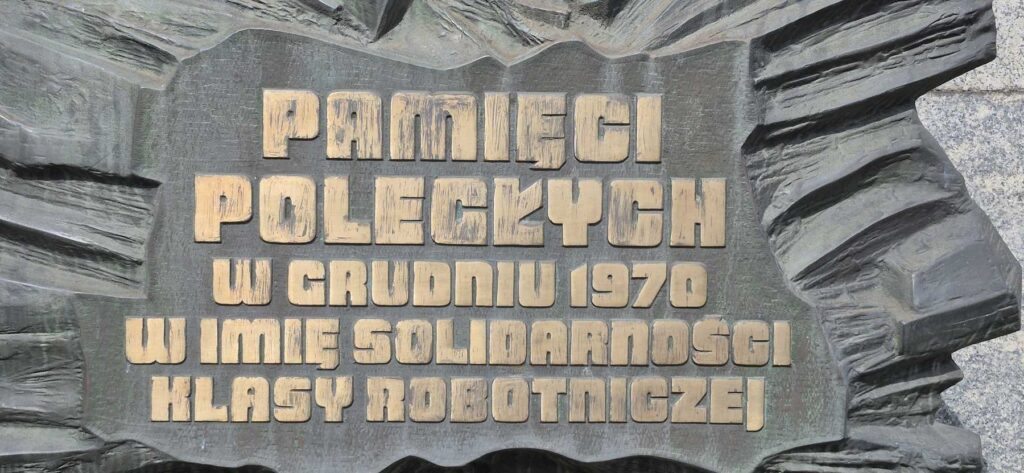 PAMIĘCI
POLEGŁYCH
W GRUDNIU 1970
W IMIĘ SOLIDARNOŚCI
KLASY ROBOTNICZEJ